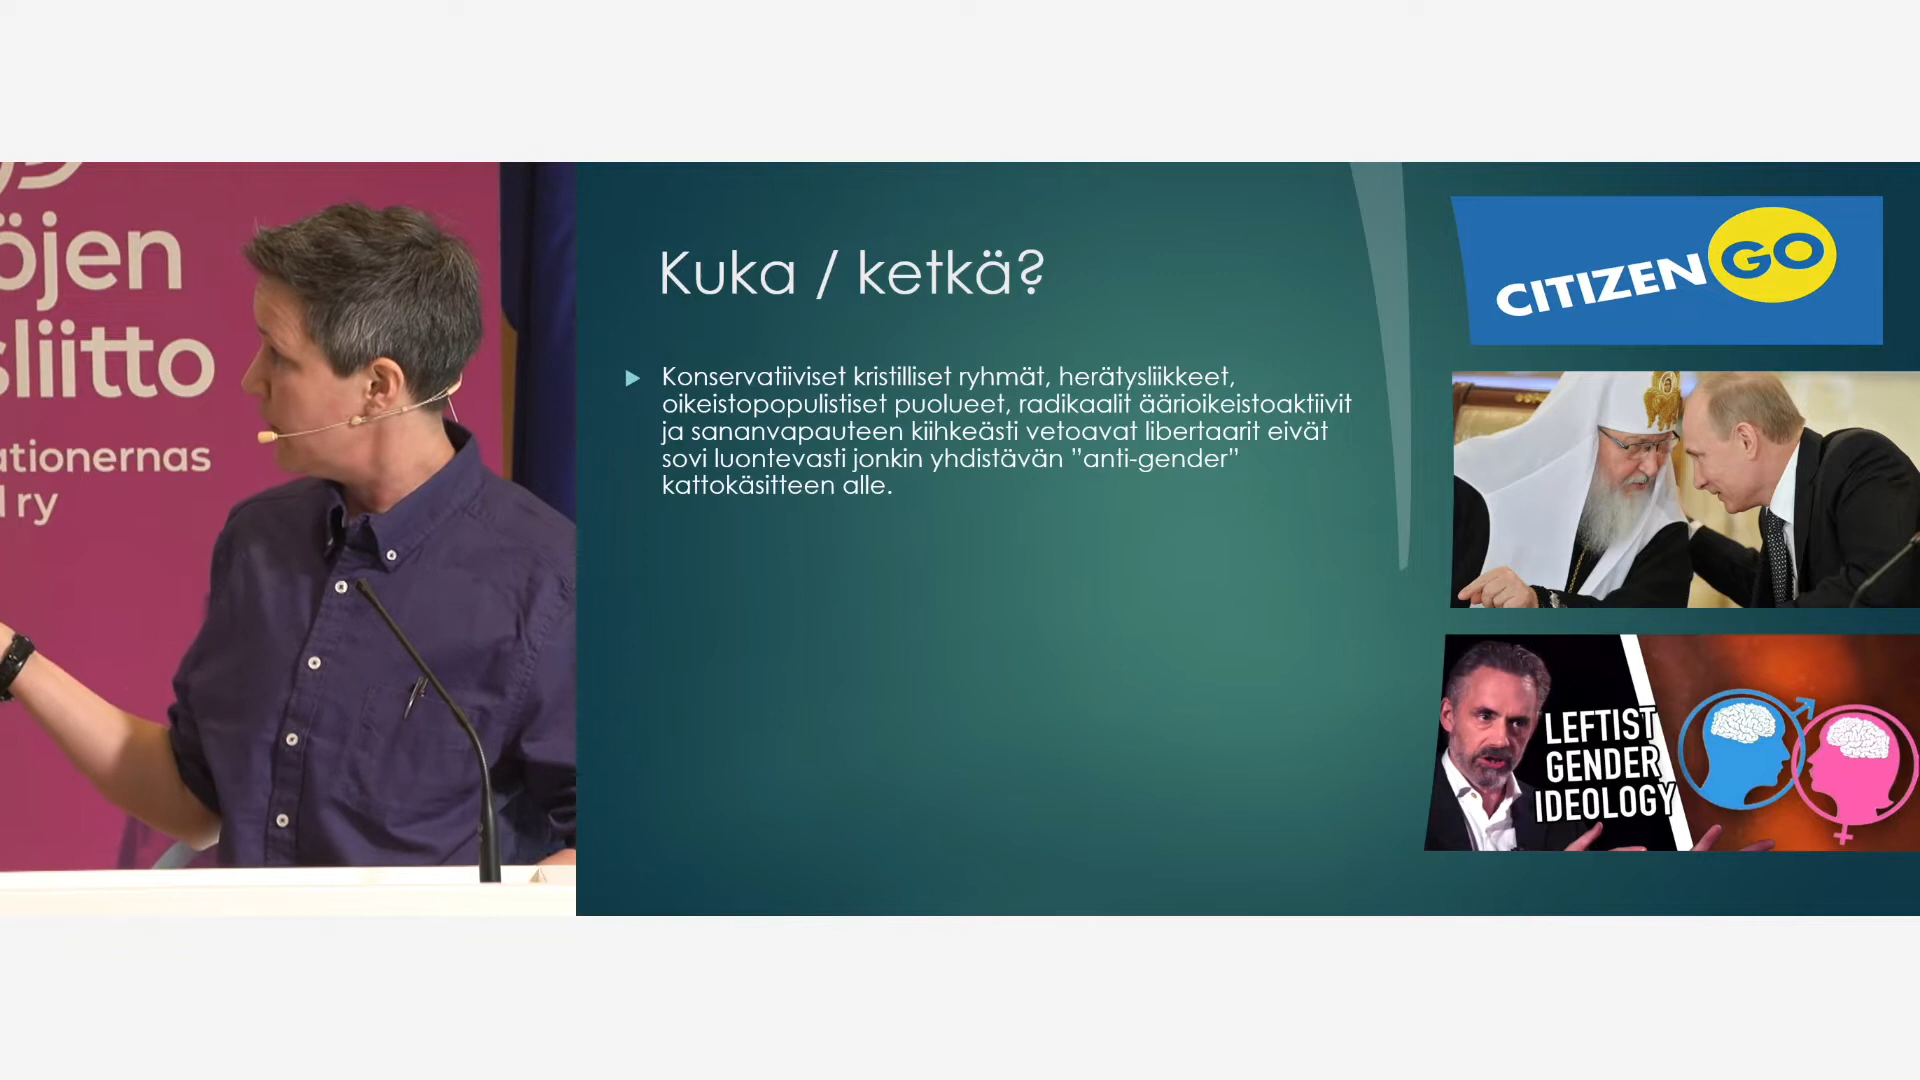 öjen
sliitto
ationernas
d ry
Kuka / ketkä?
Konservatiiviset kristilliset ryhmät, herätysliikkeet,
oikeistopopulistiset puolueet, radikaalit äärioikeistoaktiivit
ja sananvapauteen kiihkeästi vetoavat libertaarit eivät
sovi luontevasti jonkin yhdistävän ”anti-gender”
kattokäsitteen alle.
CITIZEN GO
LEFTIST
GENDER
IDEOLOGY